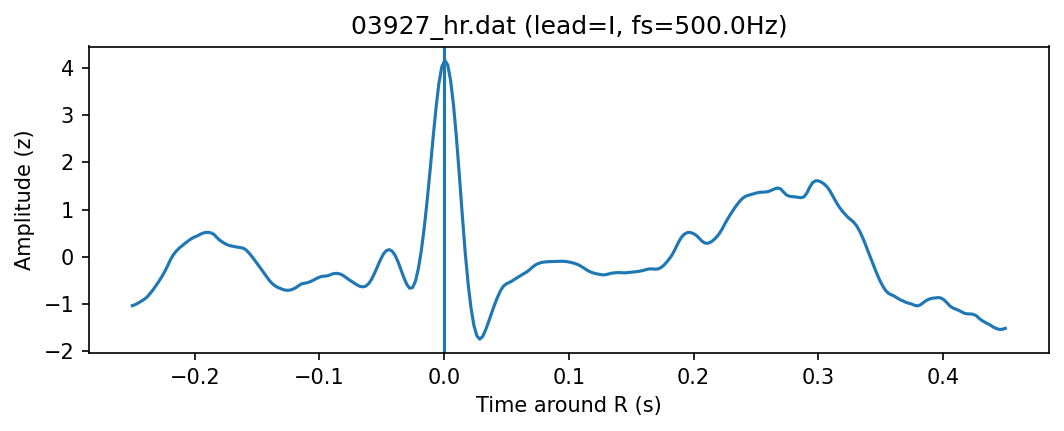 03927_hr.dat (lead=I, fs=500.0Hz)
Amplitude (z)
4
3
2
1
0
−1
−2
−0.2 −0.1 0.0 0.1 0.2 0.3 0.4
Time around R (s)